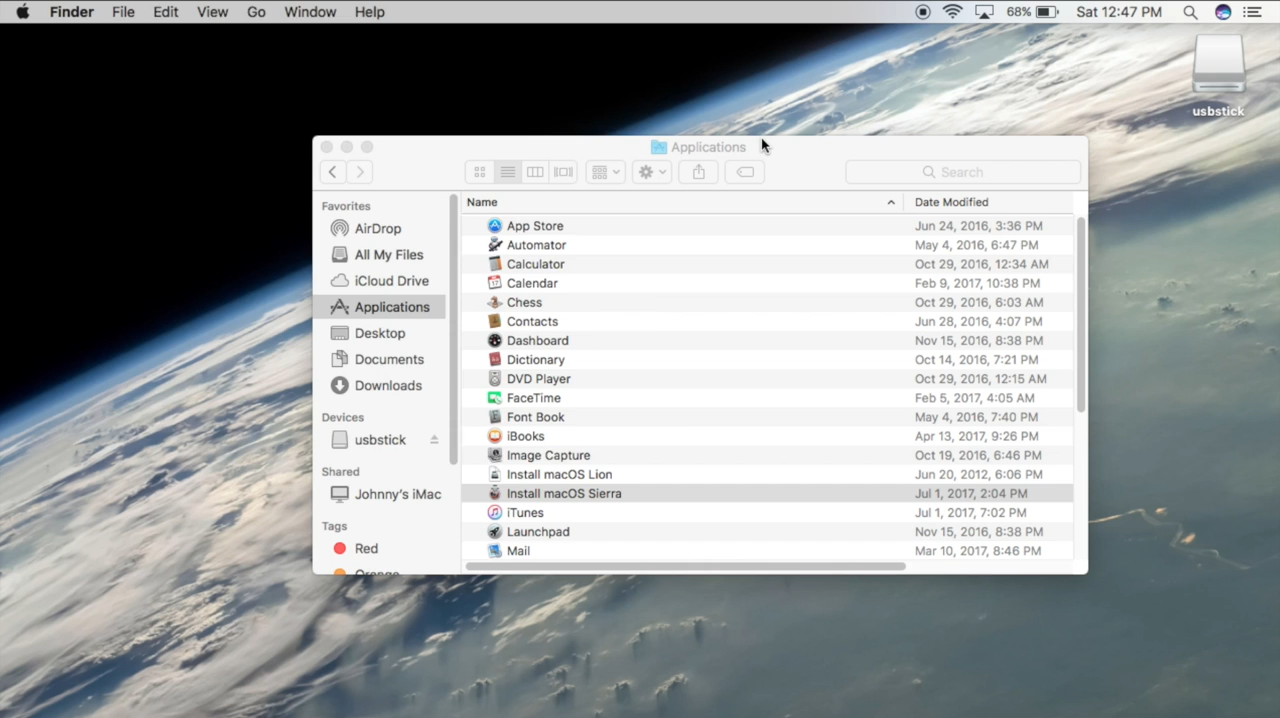 Finder File Edit View Go Window Help 68% Sat 12:47 PM
usbstick
Applications
Search
Favorites
AirDrop
All My Files
iCloud Drive
Applications
Desktop
Documents
Downloads
Devices
usbstick
Shared
Johnny's iMac
Tags
Red
Orange
Name Date Modified
App Store Jun 24, 2016, 3:36 PM
Automator May 4, 2016, 6:47 PM
Calculator Oct 29, 2016, 12:34 AM
17 Calendar Feb 9, 2017, 10:38 PM
Chess Oct 29, 2016, 6:03 AM
Contacts Jun 28, 2016, 4:07 PM
Dashboard Nov 15, 2016, 8:38 PM
Dictionary Oct 14, 2016, 7:21 PM
DVD Player Oct 29, 2016, 12:15 AM
FaceTime Feb 5, 2017, 4:05 AM
Font Book May 4, 2016, 7:40 PM
iBooks Apr 13, 2017, 9:26 PM
Image Capture Oct 19, 2016, 6:46 PM
Install macOS Lion Jun 20, 2012, 6:06 PM
Install macOS Sierra Jul 1, 2017, 2:04 PM
iTunes Jul 1, 2017, 7:02 PM
Launchpad Nov 15, 2016, 8:38 PM
Mail Mar 10, 2017, 8:46 PM